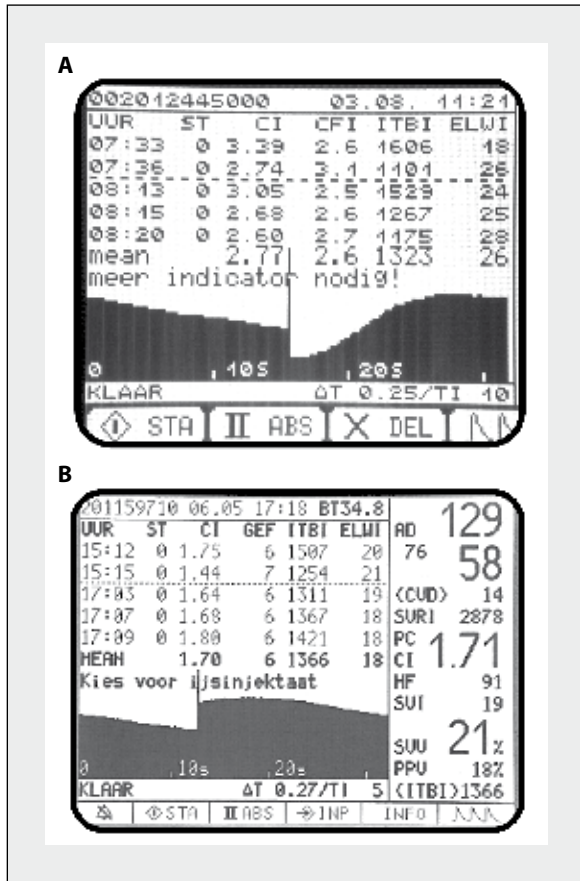 A
002012445000 03.08. 11:21
UUR ST CI CFI ITBI ELWI
07:33 0 3.39 2.6 1606 18
07:36 0 2.74 3.1 1101 26
08:13 0 3.05 2.5 1529 24
08:15 0 2.68 2.6 1267 25
08:20 0 2.60 2.7 1175 28
mean 2.77 2.6 1323 26
meer indicator nodig!
0 10S 20S
KLAAR ΔT 0.25/TI 10
STA II ABS X DEL
B
201159710 06.05 17:18 BT34.8
UUR ST CI GEF ITBI ELWI
15:12 0 1.75 6 1507 20
15:15 0 1.44 7 1254 21
17:03 0 1.64 6 1311 19
17:07 0 1.68 6 1367 18
17:09 0 1.80 6 1421 18
MEAN 1.70 6 1366 18
Kies voor ijsinjektaat
0 10s 20s
KLAAR ΔT 0.27/TI 5
STA II ABS INP INFO
AD 129
76 58
(CVD) 14
SVRI 2878
PC
CI 1.71
HF 91
SVI 19
SVV 21%
PPV 18%
(ITBI)1366